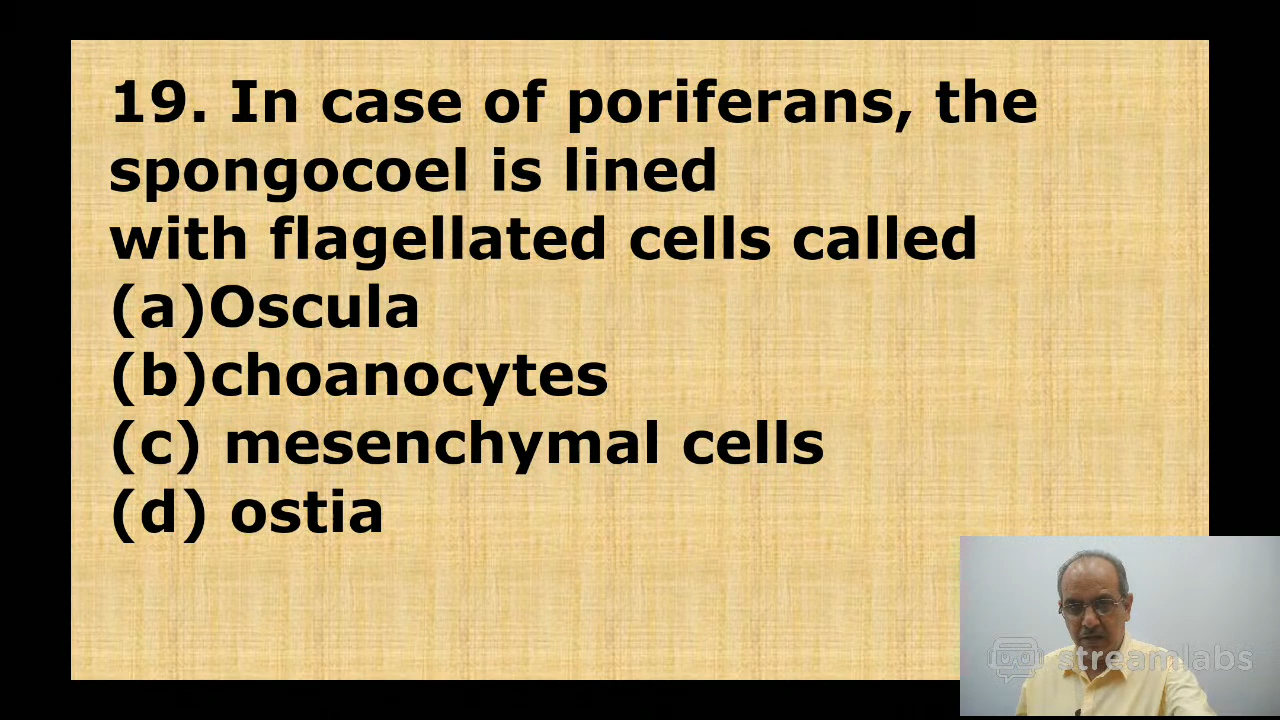 19. In case of poriferans, the
spongocoel is lined
with flagellated cells called
(a)Oscula
(b)choanocytes
(c) mesenchymal cells
(d) ostia
streamlabs